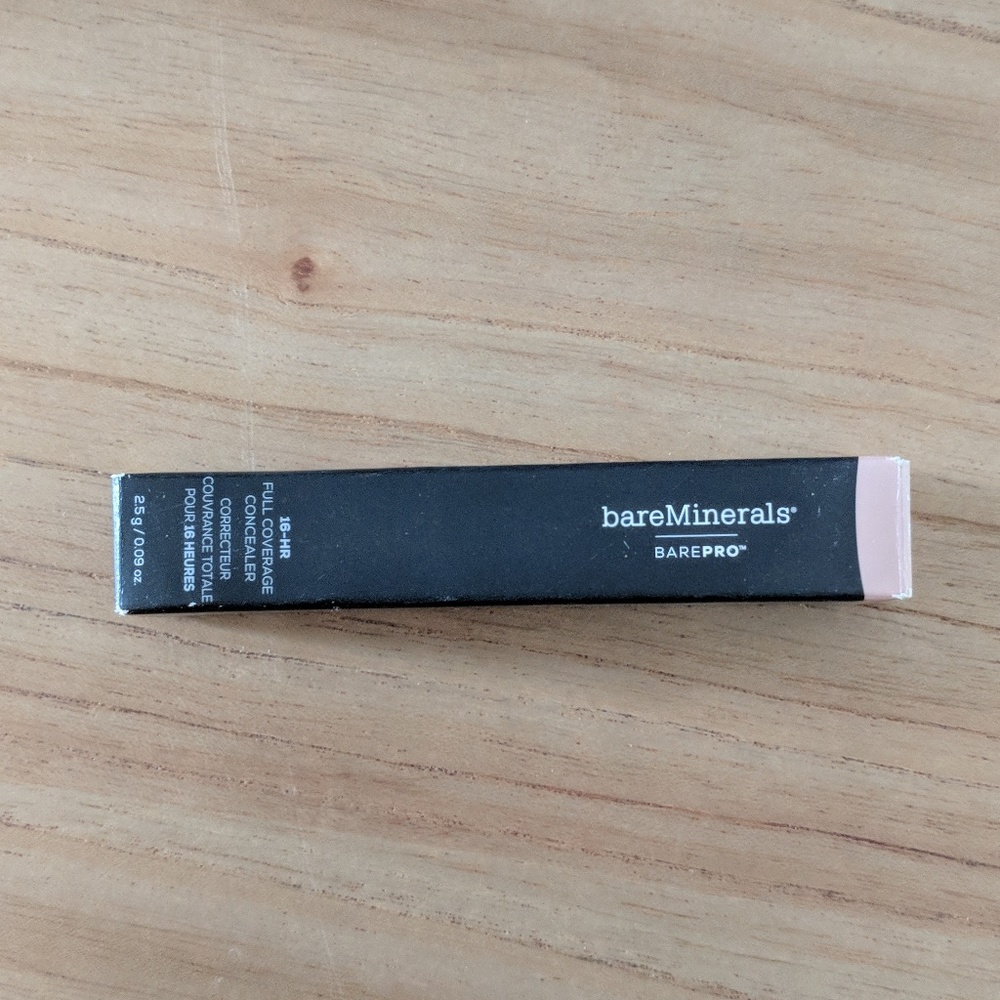 bareMinerals®
BAREPRO™
16-HR
FULL COVERAGE
CONCEALER
CORRECTEUR
COUVRANCE TOTALE
POUR 16 HEURES
2.5 g / 0.09 oz.